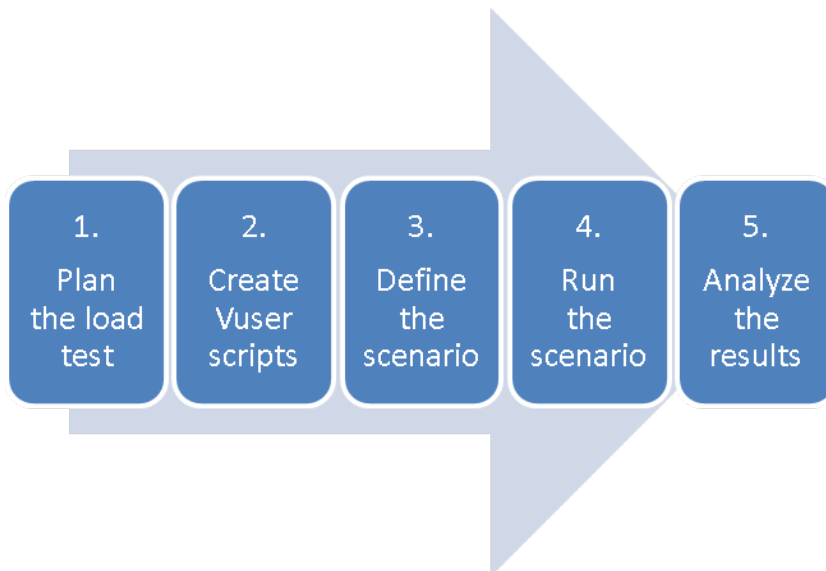 1.
Plan
the load
test
2.
Create
Vuser
scripts
3.
Define
the
scenario
4.
Run
the
scenario
5.
Analyze
the
results